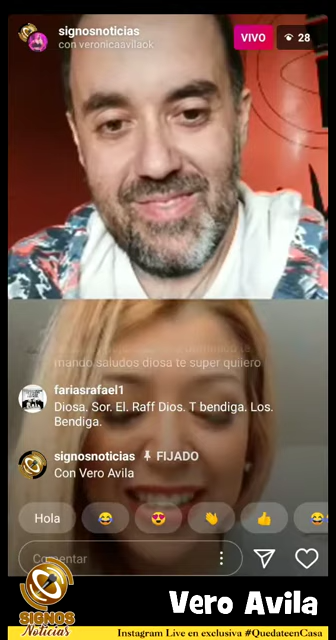 signosnoticias
con veronicaavilaok
VIVO
28
mando saludos diosa te super quiiero
fariasrafael1
Diosa. Sor. El. Raff Dios. T bendiga. Los.
Bendiga.
signosnoticias FIJADO
Con Vero Avila
Hola
Comentar
SIGNOS
Noticias
Vero Avila
Instagram Live en exclusiva #QuedateenCasa